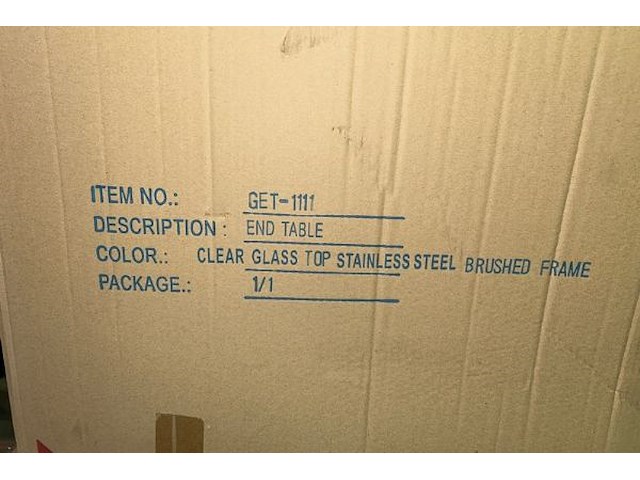 ITEM NO.: GET-1111
DESCRIPTION : END TABLE
COLOR.: CLEAR GLASS TOP STAINLESS STEEL BRUSHED FRAME
PACKAGE.: 1/1